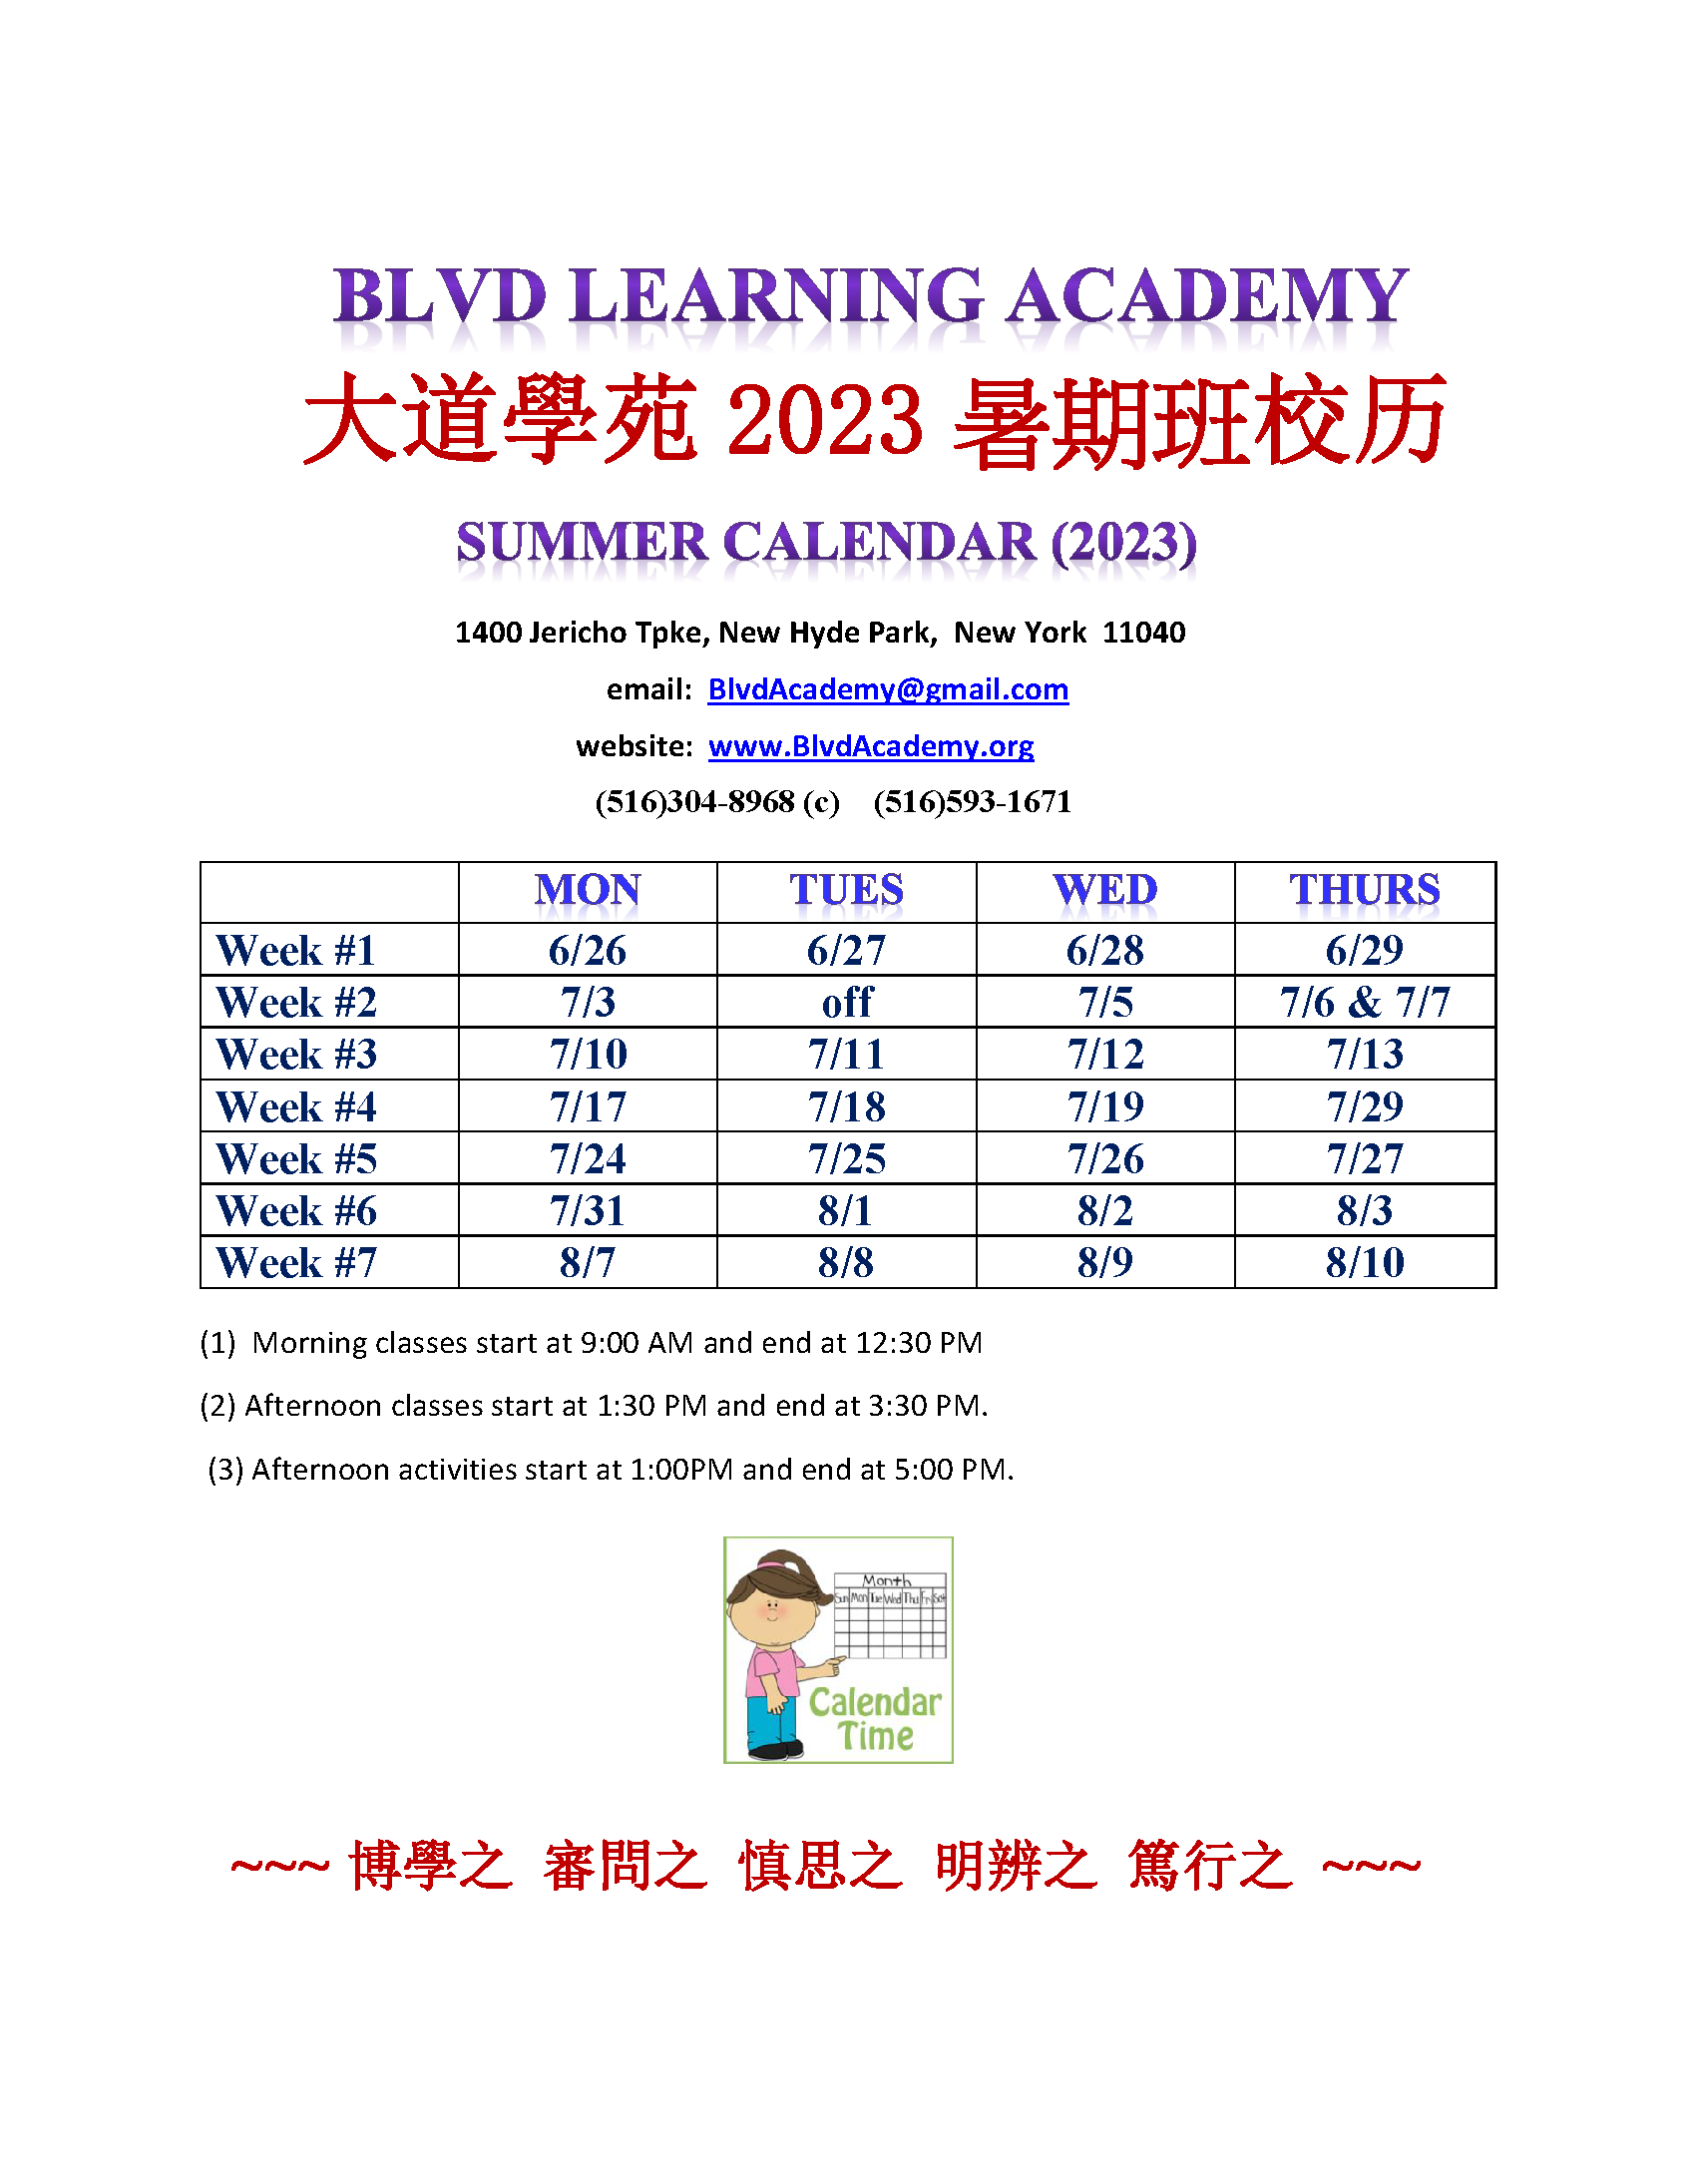 BLVD LEARNING ACADEMY
大道學苑 2023 暑期班校历
SUMMER CALENDAR (2023)
1400 Jericho Tpke, New Hyde Park, New York 11040
email: BlvdAcademy@gmail.com
website: www.BlvdAcademy.org
(516)304-8968 (c) (516)593-1671
MON TUES WED THURS
Week #1 6/26 6/27 6/28 6/29
Week #2 7/3 off 7/5 7/6 & 7/7
Week #3 7/10 7/11 7/12 7/13
Week #4 7/17 7/18 7/19 7/29
Week #5 7/24 7/25 7/26 7/27
Week #6 7/31 8/1 8/2 8/3
Week #7 8/7 8/8 8/9 8/10
(1) Morning classes start at 9:00 AM and end at 12:30 PM
(2) Afternoon classes start at 1:30 PM and end at 3:30 PM.
(3) Afternoon activities start at 1:00PM and end at 5:00 PM.
Month
Sun Mon Tue Wed Thu Fri Sat
Calendar
Time
~~~ 博學之 審問之 慎思之 明辨之 篤行之 ~~~